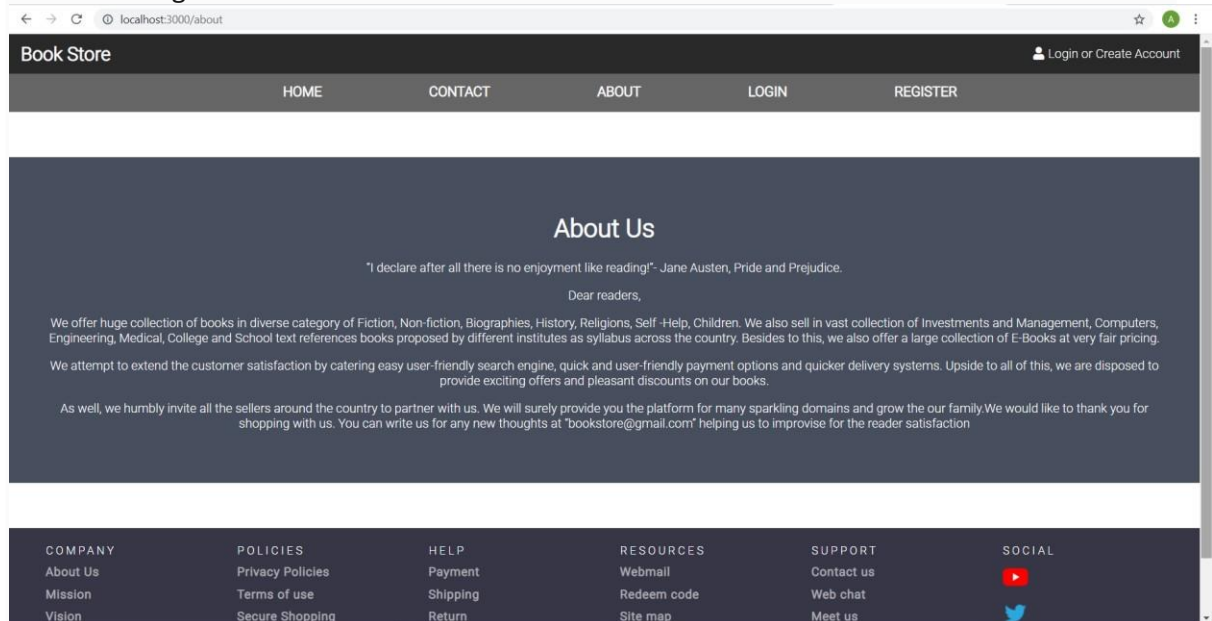 localhost:3000/about
A
Book Store
Login or Create Account
HOME CONTACT ABOUT LOGIN REGISTER
About Us
"I declare after all there is no enjoyment like reading!"- Jane Austen, Pride and Prejudice.
Dear readers,
We offer huge collection of books in diverse category of Fiction, Non-fiction, Biographies, History, Religions, Self -Help, Children. We also sell in vast collection of Investments and Management, Computers,
Engineering, Medical, College and School text references books proposed by different institutes as syllabus across the country. Besides to this, we also offer a large collection of E-Books at very fair pricing.
We attempt to extend the customer satisfaction by catering easy user-friendly search engine, quick and user-friendly payment options and quicker delivery systems. Upside to all of this, we are disposed to
provide exciting offers and pleasant discounts on our books.
As well, we humbly invite all the sellers around the country to partner with us. We will surely provide you the platform for many sparkling domains and grow the our family.We would like to thank you for
shopping with us. You can write us for any new thoughts at "bookstore@gmail.com" helping us to improvise for the reader satisfaction
COMPANY POLICIES HELP RESOURCES SUPPORT SOCIAL
About Us Privacy Policies Payment Webmail Contact us
Mission Terms of use Shipping Redeem code Web chat
Vision Secure Shopping Return Site map Meet us